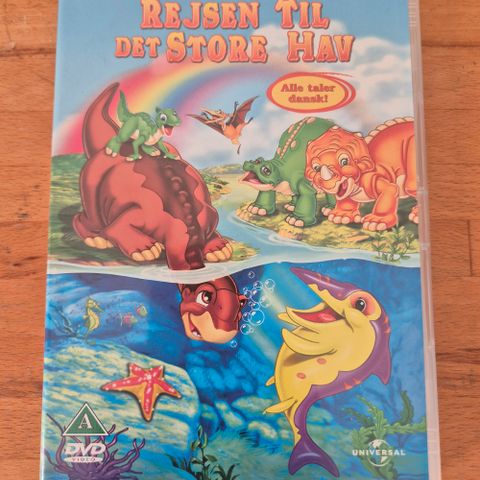 REJSEN TIL
DET STORE HAV
Alle taler
dansk!
A
DVD
VIDEO
UNIVERSAL